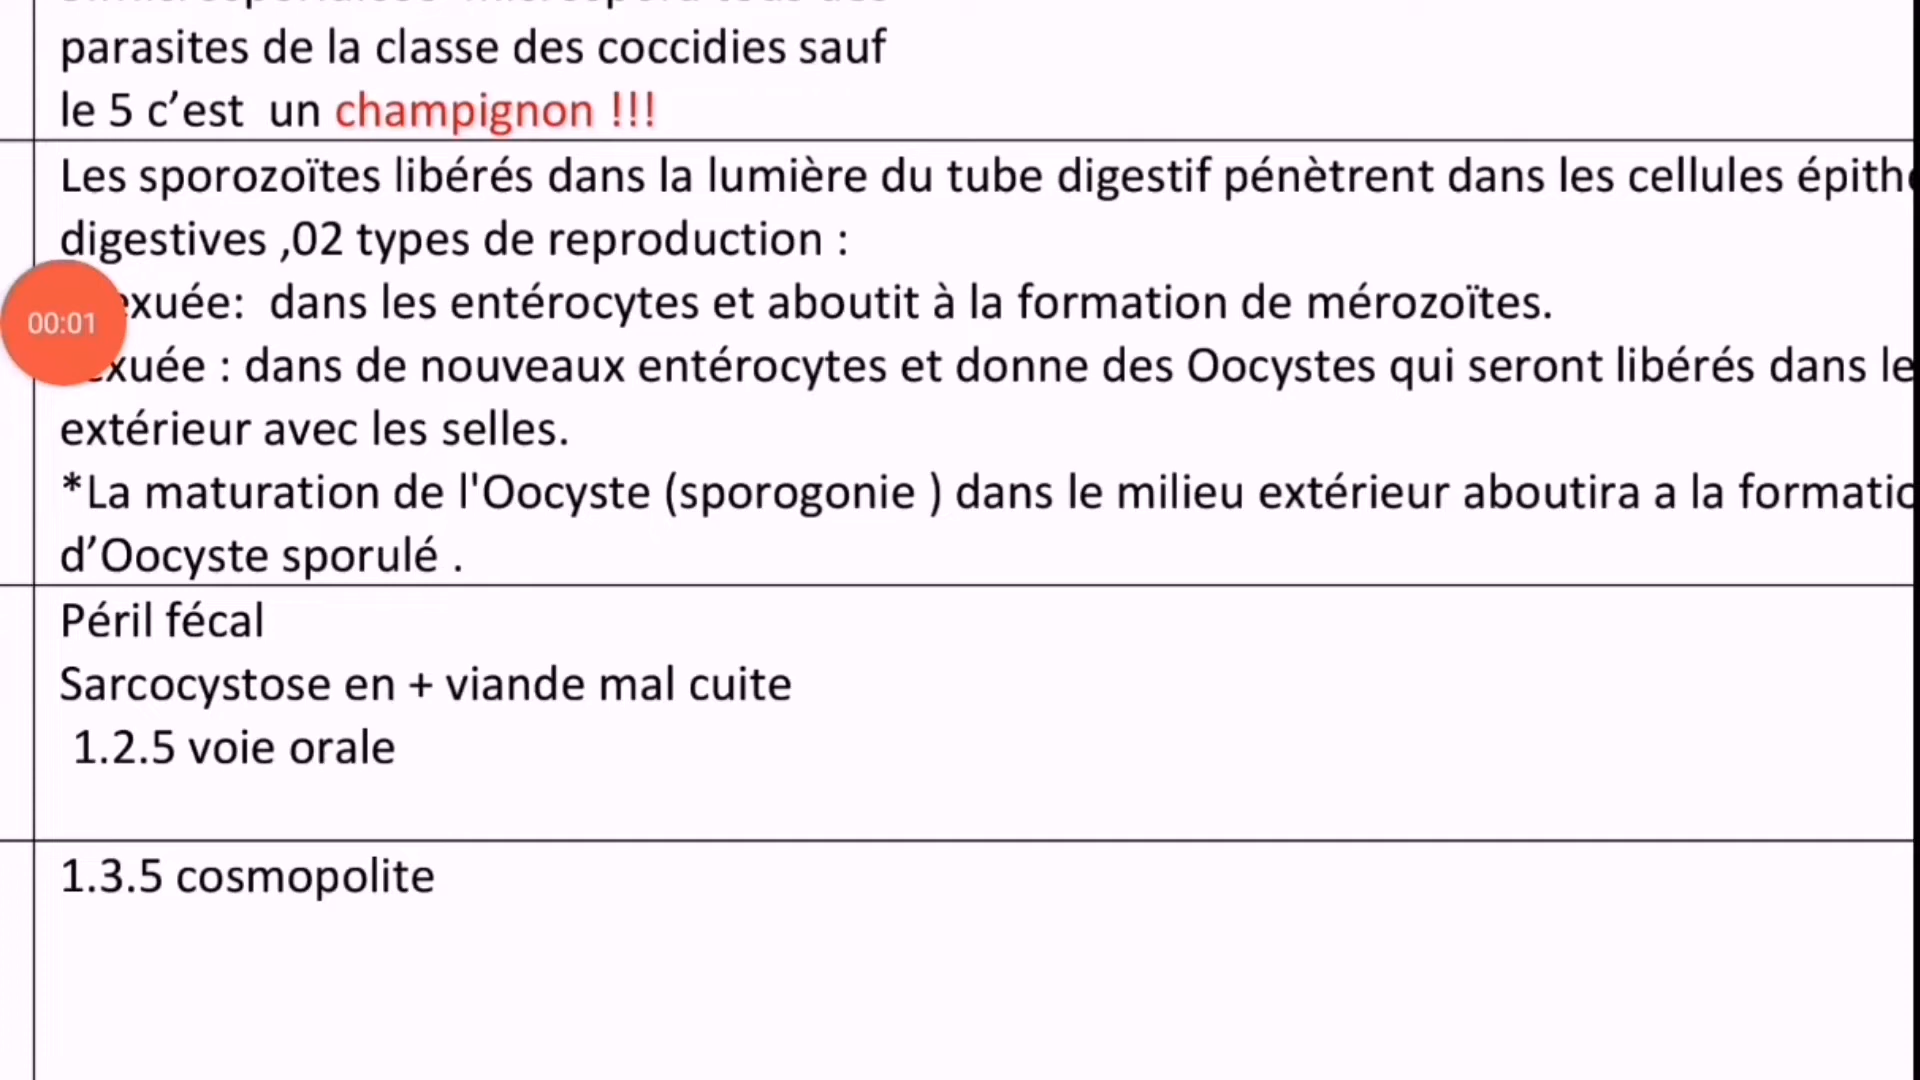 parasites de la classe des coccidies sauf
le 5 c’est  un champignon !!!
Les sporozoïtes libérés dans la lumière du tube digestif pénètrent dans les cellules
digestives ,02 types de reproduction :
dans les entérocytes et aboutit à la formation de mérozoïtes.
00:01
: dans de nouveaux entérocytes et donne des Oocystes qui seront libérés dans le
extérieur avec les selles.
*La maturation de l'Oocyste (sporogonie ) dans le milieu extérieur aboutira a la
d’Oocyste sporulé .
Péril fécal
Sarcocystose en + viande mal cuite
1.2.5 voie orale
1.3.5 cosmopolite